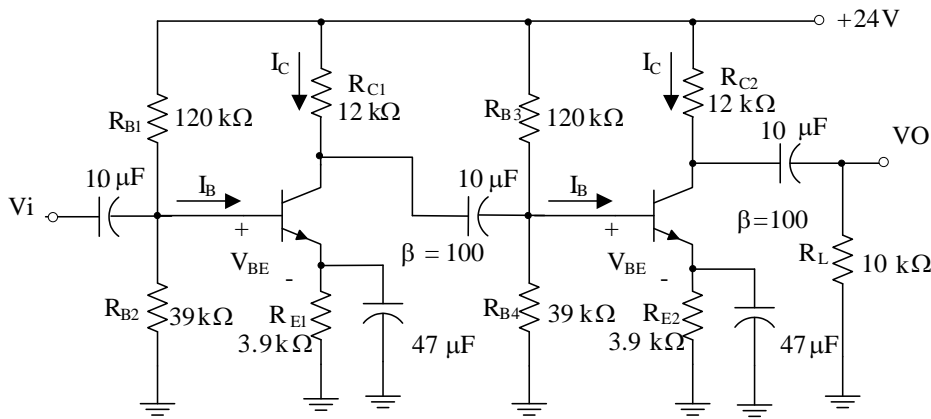 +24V
I_C
R_C1
12 kΩ
R_B1
120 kΩ
I_C
R_C2
12 kΩ
R_B3
120 kΩ
10 μF
VO
10 μF
Vi
I_B
+
V_BE
-
β = 100
10 μF
I_B
+
V_BE
-
β=100
R_L
10 kΩ
R_B2
39 kΩ
R_E1
3.9 kΩ
47 μF
R_B4
39 kΩ
R_E2
3.9 kΩ
47 μF